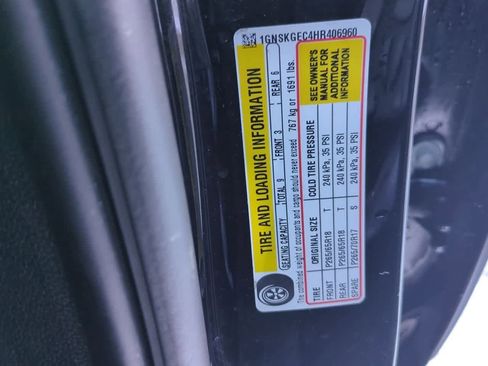 1GNSKGEC4HR406960
TIRE AND LOADING INFORMATION
SEATING CAPACITY TOTAL 9 FRONT 3 REAR 6
The combined weight of occupants and cargo should never exceed 767 kg or 1691 lbs.
TIRE ORIGINAL SIZE COLD TIRE PRESSURE
FRONT P265/65R18 T 240 kPa, 35 PSI
REAR P265/65R18 T 240 kPa, 35 PSI
SPARE P265/70R17 S 240 kPa, 35 PSI
SEE OWNER'S
MANUAL FOR
ADDITIONAL
INFORMATION